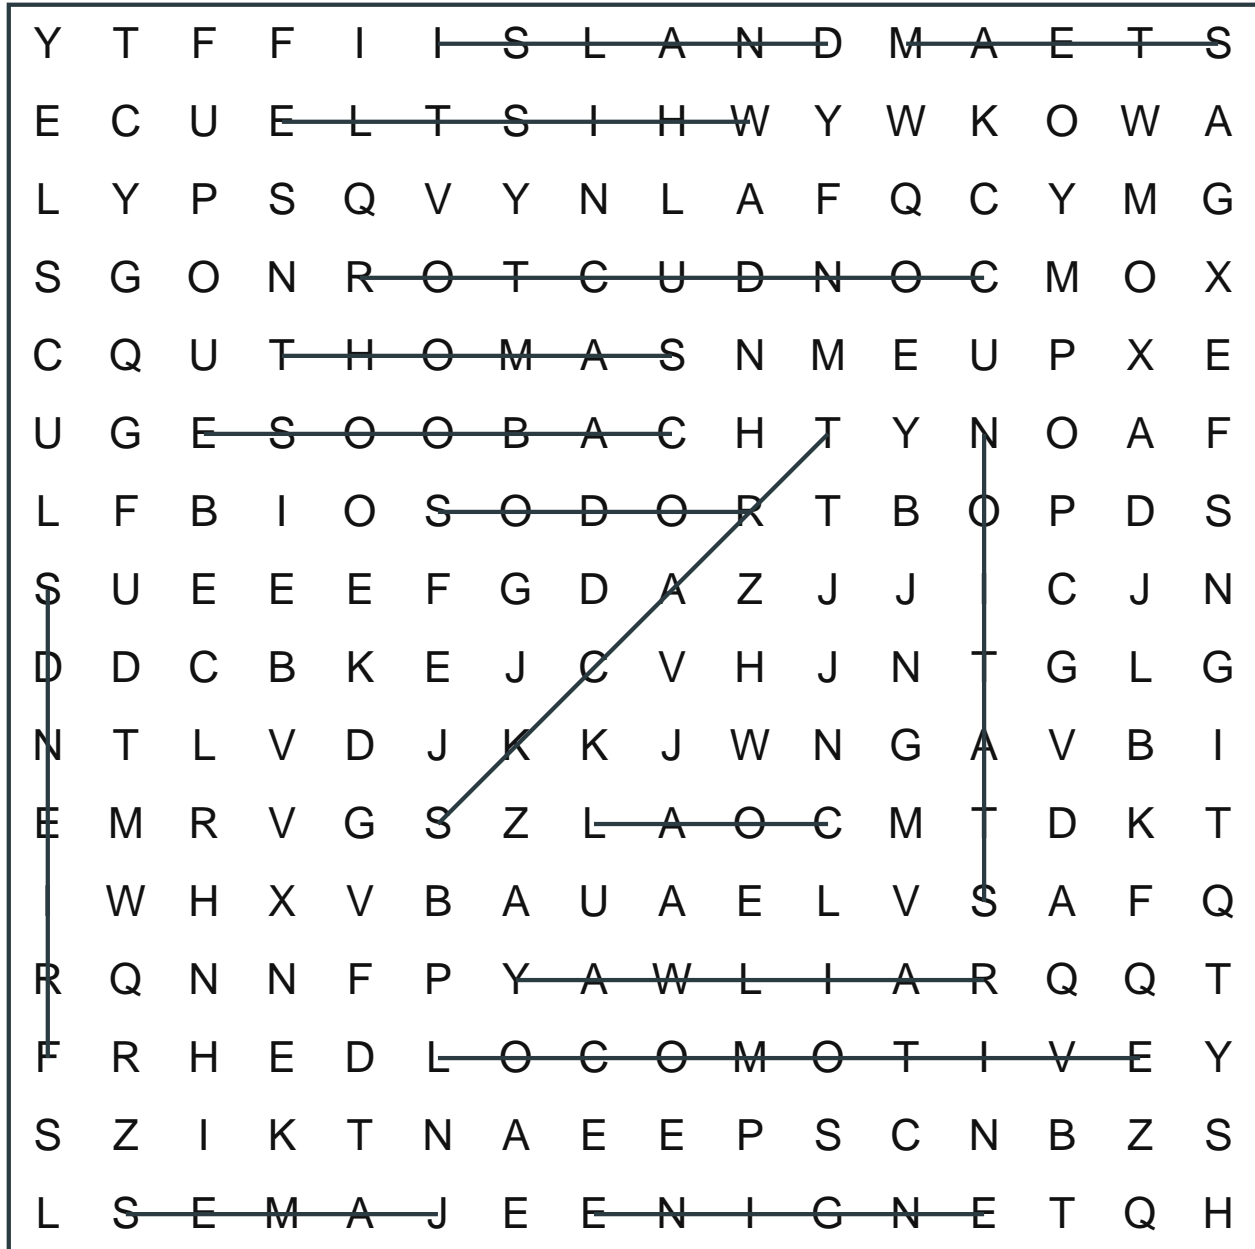 Y T F F I I S L A N D M A E T S
E C U E L T S I H W Y W K O W A
L Y P S Q V Y N L A F Q C Y M G
S G O N R O T C U D N O C M O X
C Q U T H O M A S N M E U P X E
U G E S O O B A C H T Y N O A F
L F B I O S O D O R T B O P D S
S U E E E F G D A Z J J I C J N
D D C B K E J C V H J N T G L G
N T L V D J K K J W N G A V B I
E M R V G S Z L A O C M T D K T
I W H X V B A U A E L V S A F Q
R Q N N F P Y A W L I A R Q Q T
F R H E D L O C O M O T I V E Y
S Z I K T N A E E P S C N B Z S
L S E M A J E E N I G N E T Q H